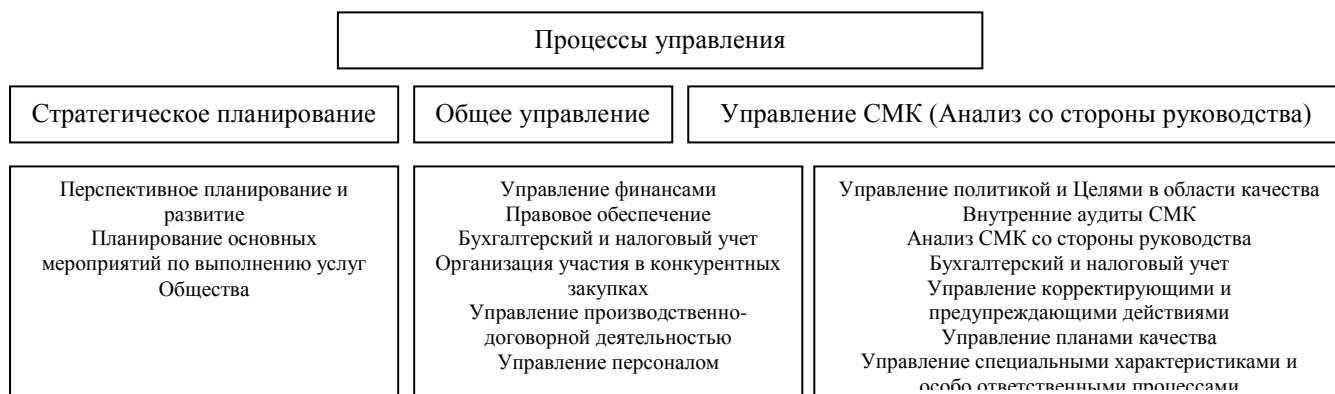 Процессы управления
Стратегическое планирование
Общее управление
Управление СМК (Анализ со стороны руководства)
Перспективное планирование и
развитие
Планирование основных
мероприятий по выполнению услуг
Общества
Управление финансами
Правовое обеспечение
Бухгалтерский и налоговый учет
Организация участия в конкурентных
закупках
Управление производственно-
договорной деятельностью
Управление персоналом
Управление политикой и Целями в области качества
Внутренние аудиты СМК
Анализ СМК со стороны руководства
Бухгалтерский и налоговый учет
Управление корректирующими и
предупреждающими действиями
Управление планами качества
Управление специальными характеристиками и
особо ответственными процессами